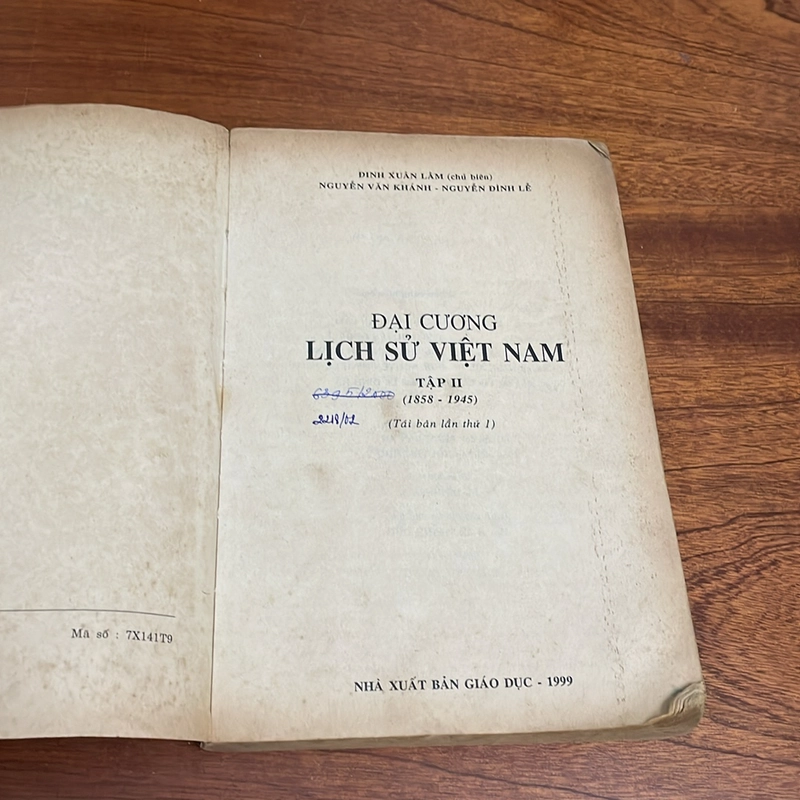 Mã số : 7X141T9
ĐINH XUÂN LÂM (chủ biên)
NGUYỄN VĂN KHÁNH - NGUYỄN ĐÌNH LỄ
ĐẠI CƯƠNG
LỊCH SỬ VIỆT NAM
TẬP II
(1858 - 1945)
2218/02
(Tái bản lần thứ 1)
NHÀ XUẤT BẢN GIÁO DỤC - 1999